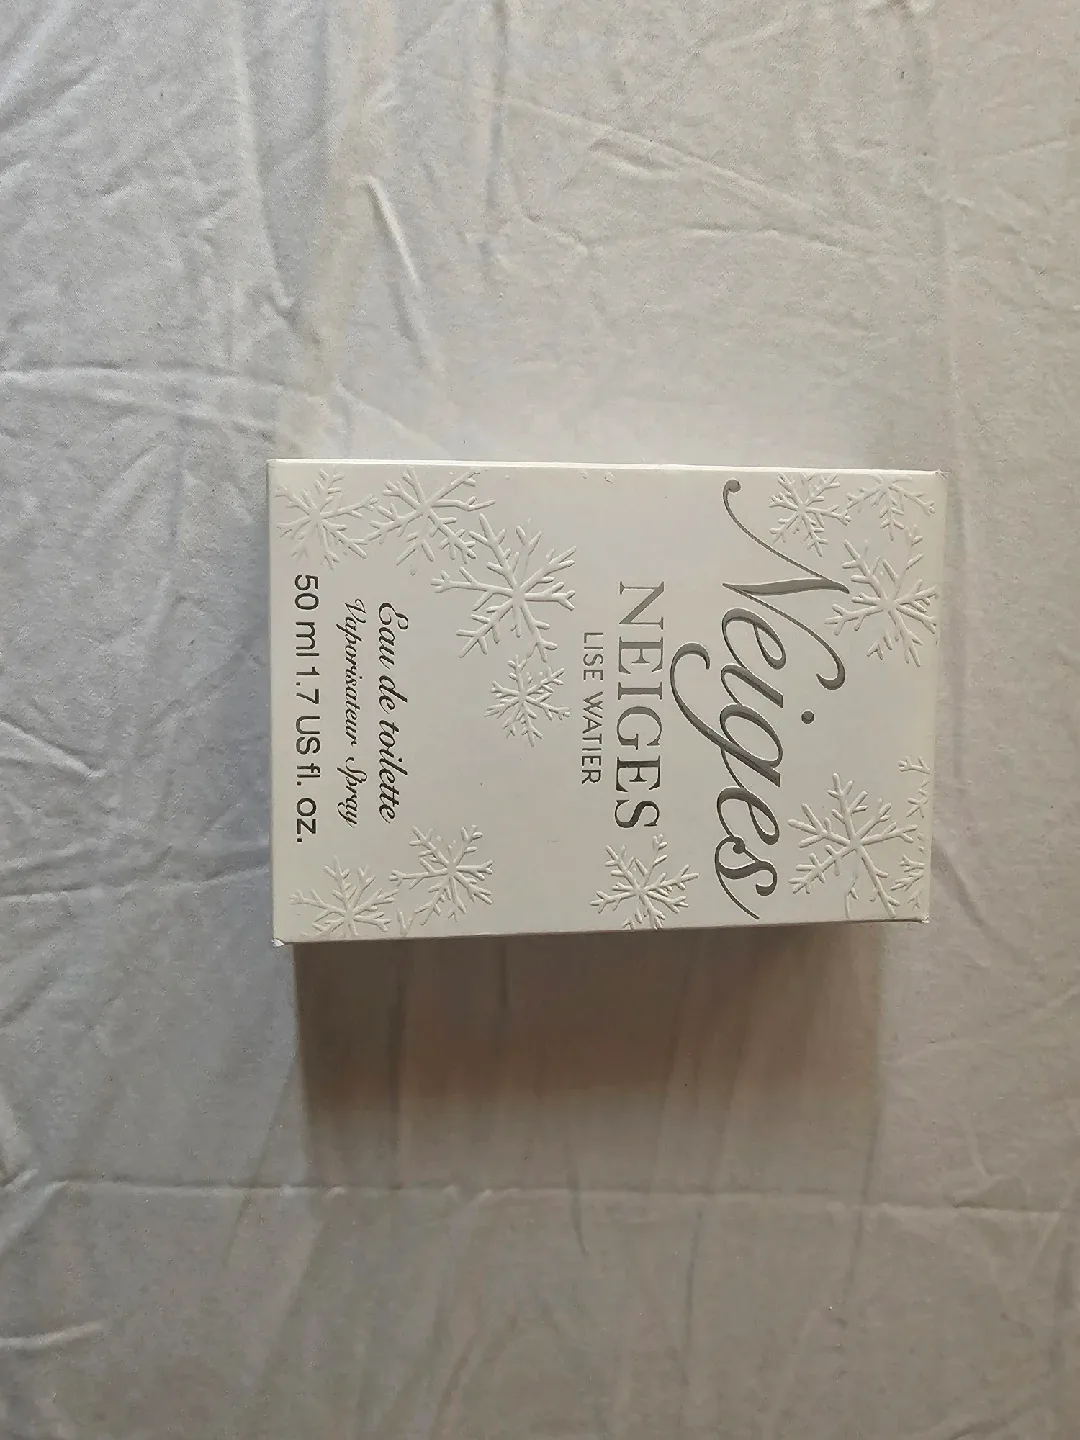 Neiges
NEIGES
LISE WATIER
Eau de toilette
Vaporisateur Spray
50 ml 1.7 US fl. oz.